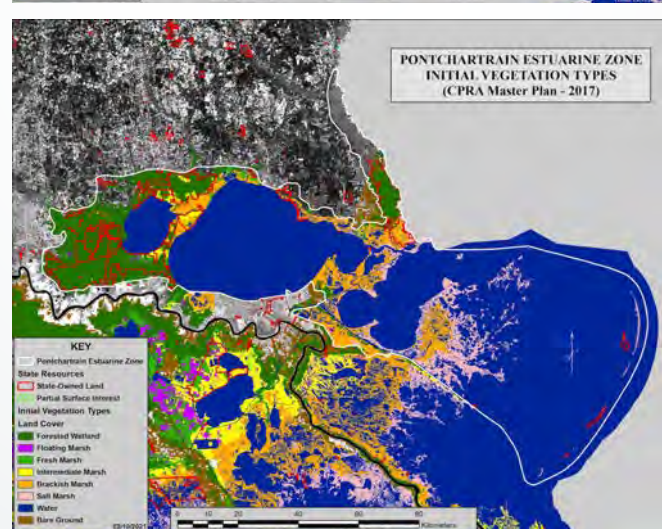 PONTCHARTRAIN ESTUARINE ZONE
INITIAL VEGETATION TYPES
(CPRA Master Plan - 2017)
KEY
Pontchartrain Estuarine Zone
State Resources
State-Owned Land
Partial Surface Interest
Initial Vegetation Types
Land Cover
Forested Wetland
Floating Marsh
Fresh Marsh
Intermediate Marsh
Brackish Marsh
Salt Marsh
Water
Bare Ground
0 10 20 40 60 80
Kilometers